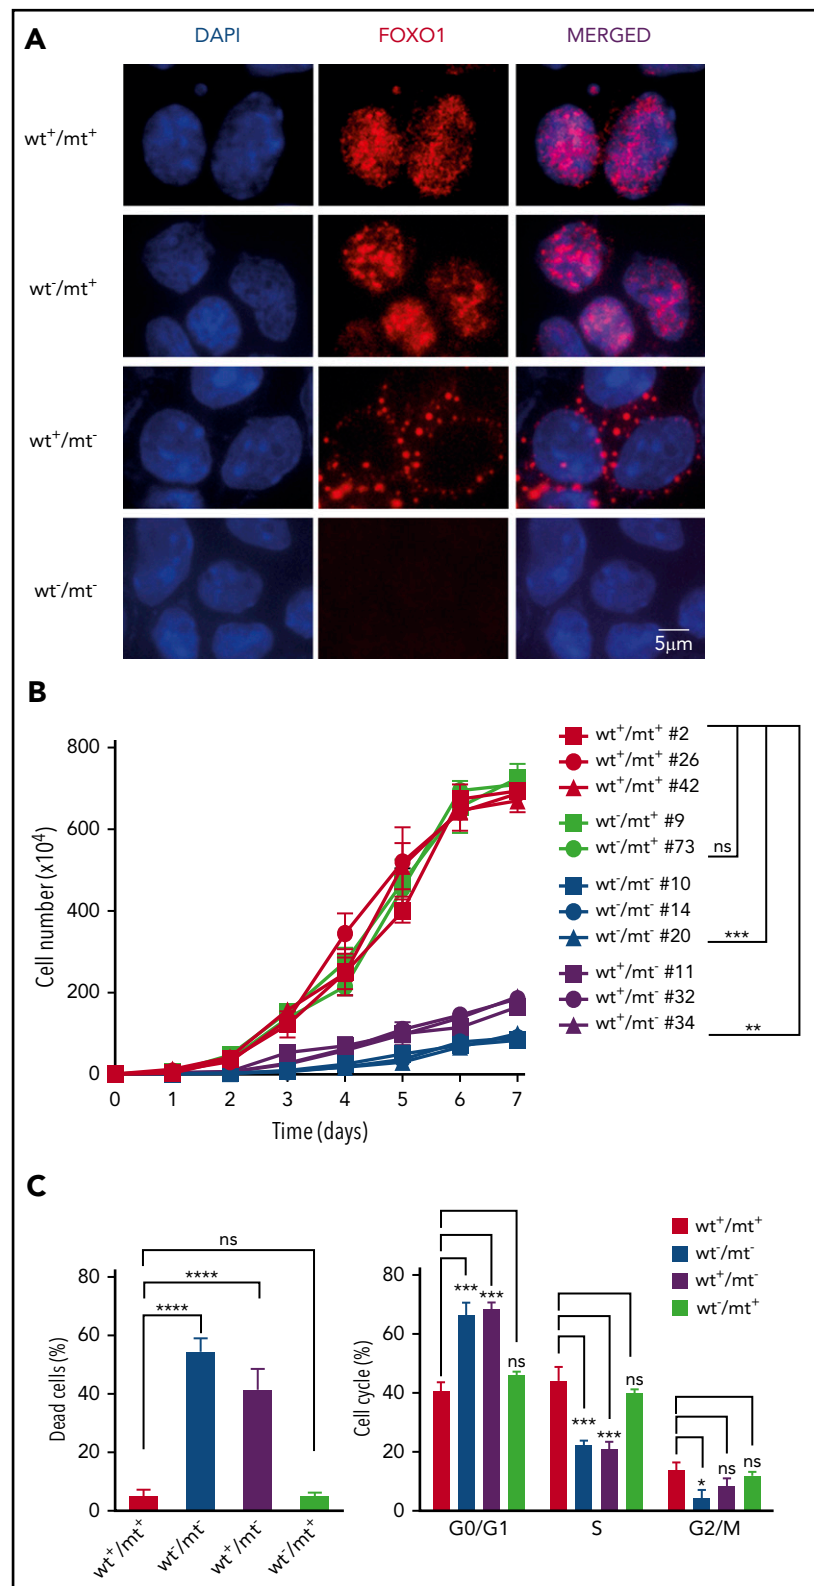 A
DAPI FOXO1 MERGED
wt⁺/mt⁺
wt⁻/mt⁺
wt⁺/mt⁻
wt⁻/mt⁻
5μm
B
800
600
400
200
0
Cell number (x10⁴)
0 1 2 3 4 5 6 7
Time (days)
wt⁺/mt⁺ #2
wt⁺/mt⁺ #26
wt⁺/mt⁺ #42
wt⁻/mt⁺ #9
wt⁻/mt⁺ #73
ns
wt⁻/mt⁻ #10
wt⁻/mt⁻ #14
wt⁻/mt⁻ #20
***
wt⁺/mt⁻ #11
wt⁺/mt⁻ #32
wt⁺/mt⁻ #34
**
C
ns
****
****
80
60
40
20
0
Dead cells (%)
wt⁺/mt⁺
wt⁻/mt⁻
wt⁺/mt⁻
wt⁻/mt⁺
wt⁺/mt⁺
wt⁻/mt⁻
wt⁺/mt⁻
wt⁻/mt⁺
80
60
40
20
0
Cell cycle (%)
*** *** ns
*** *** ns
* ns ns
G0/G1 S G2/M